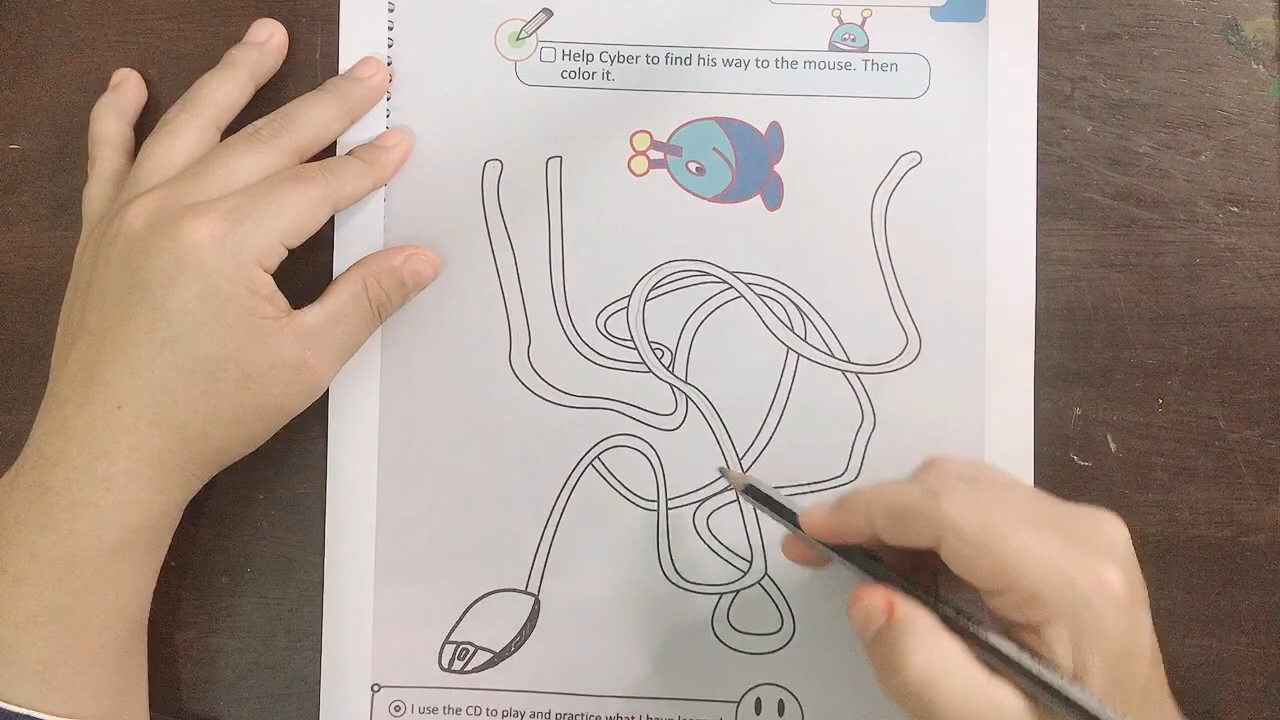 Help Cyber to find his way to the mouse. Then
color it.
I use the CD to play and practice what I have